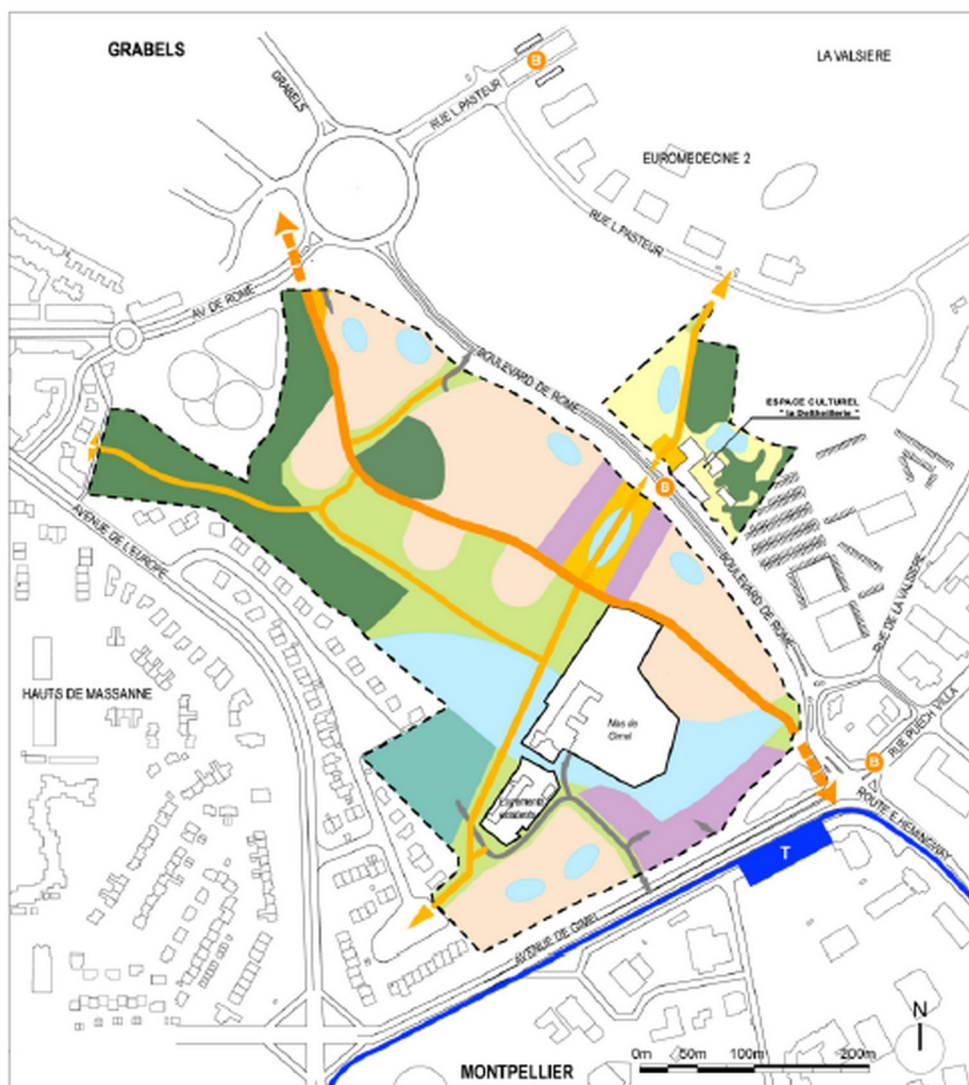 GRABELS
LA VALSIERE
B
GRABELS
RUE L.PASTEUR
EUROMEDECINE 2
RUE L.PASTEUR
AV. DE ROME
BOULEVARD DE ROME
ESPACE CULTUREL
B
AVENUE DE L'EUROPE
BOULEVARD DE ROME
RUE DE LA VALSIERE
HAUTS DE MASSANNE
Mas de
Gimel
RUE PUECH VILLA
B
ROUTE E.HEMINGWAY
T
AVENUE DE GIMEL
N
0m 50m 100m 200m
MONTPELLIER